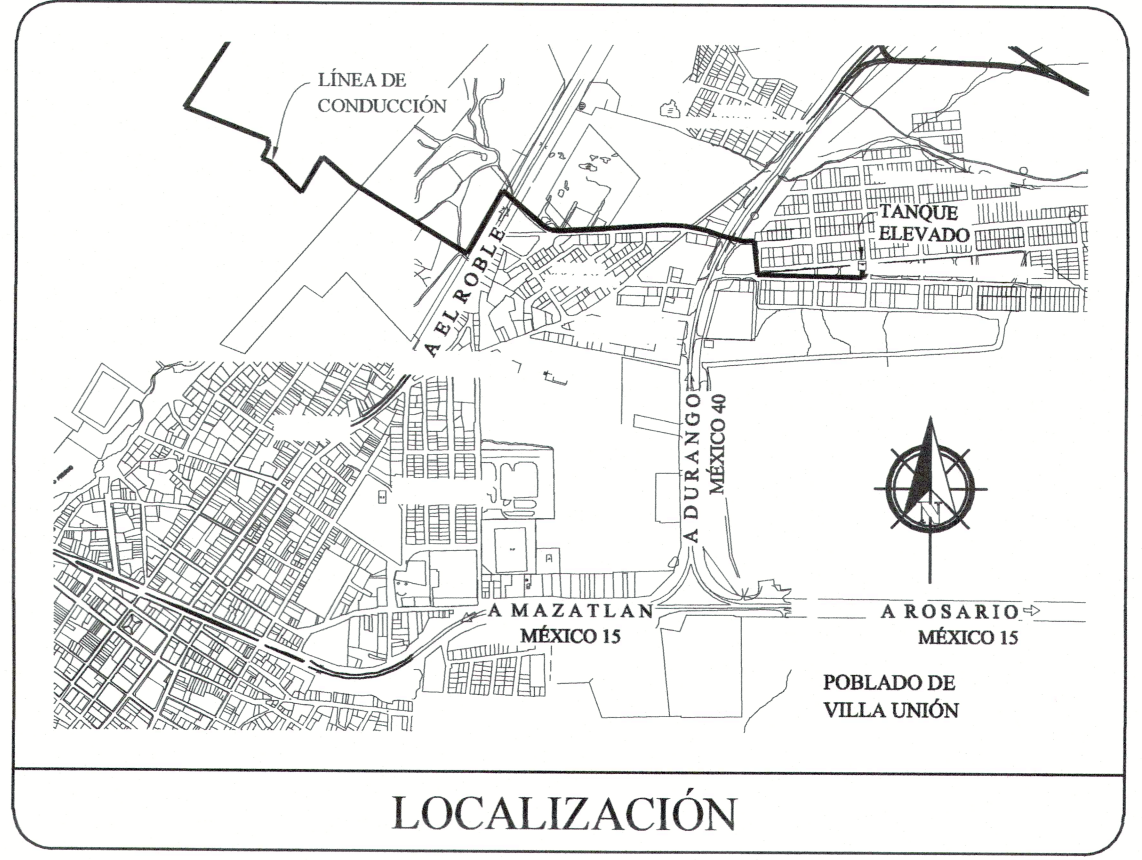 LÍNEA DE
CONDUCCIÓN
TANQUE
ELEVADO
A EL ROBLE
A DURANGO
MÉXICO 40
N
A MAZATLAN
MÉXICO 15
A ROSARIO
MÉXICO 15
POBLADO DE
VILLA UNIÓN
LOCALIZACIÓN